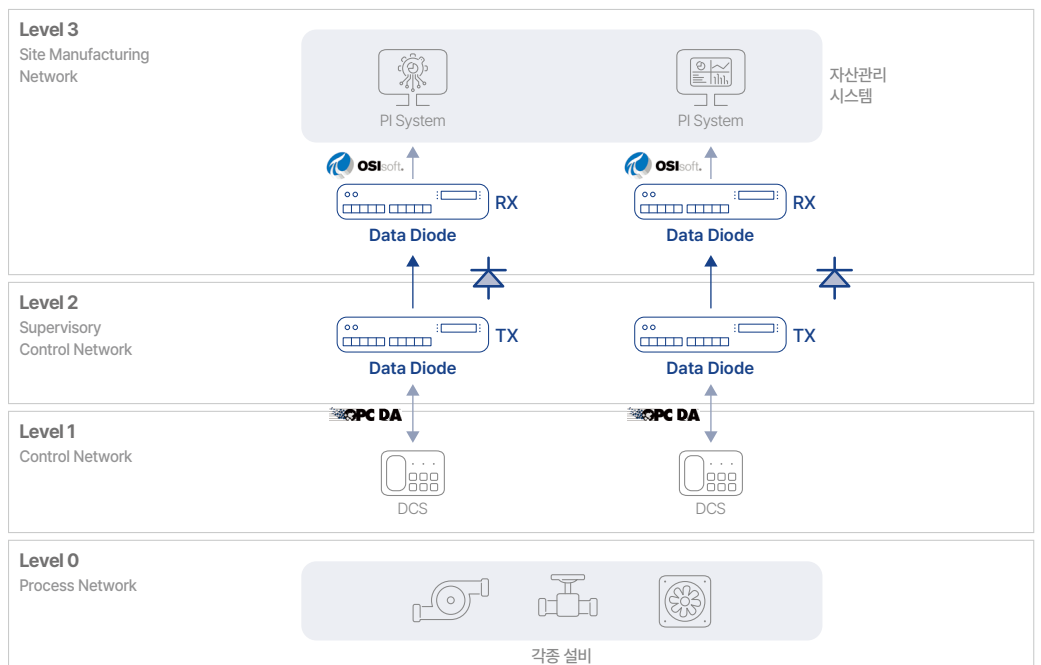 Level 3
Site Manufacturing
Network
PI System
PI System
자산관리
시스템
OSIsoft.
OSIsoft.
RX
RX
Data Diode
Data Diode
Level 2
Supervisory
Control Network
TX
TX
Data Diode
Data Diode
OPC DA
OPC DA
Level 1
Control Network
DCS
DCS
Level 0
Process Network
각종 설비